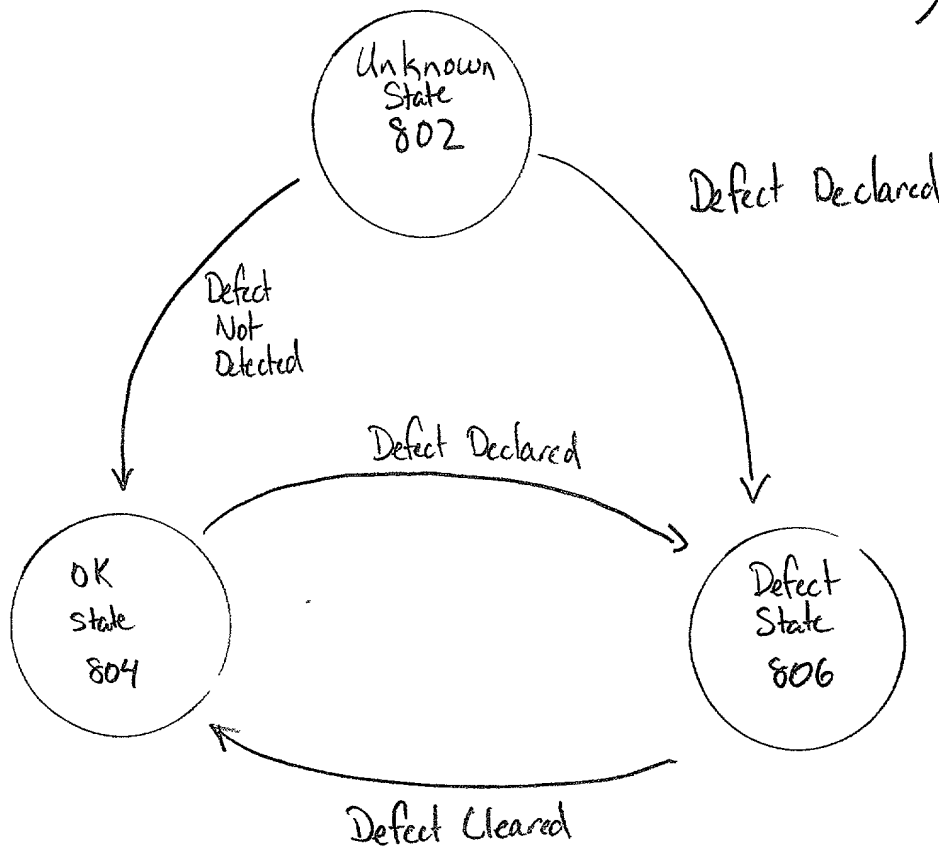 Unknown
State
802
Defect Declared
Defect
Not
Detected
Defect Declared
OK
State
804
Defect
State
806
Defect Cleared